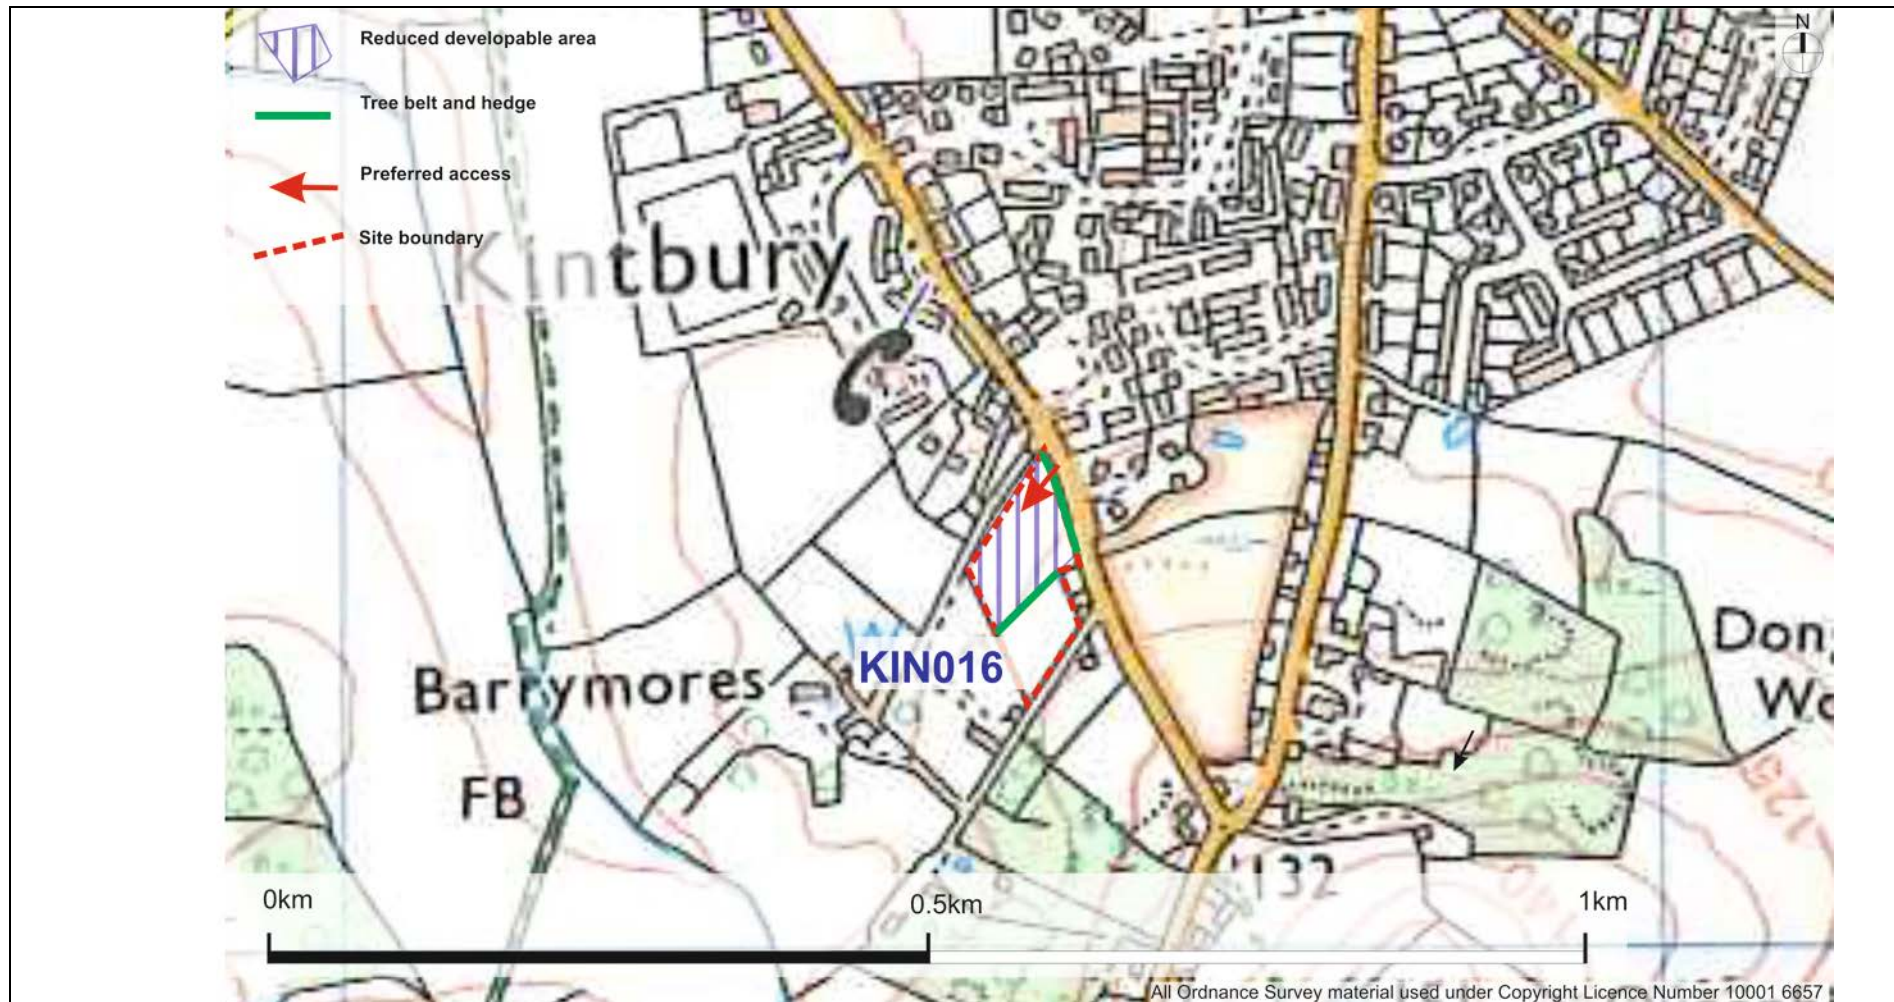 Reduced developable area
N
Tree belt and hedge
Preferred access
Site boundary
Kintbury
KIN016
Barrymores
FB
132
0km
0.5km
1km
All Ordnance Survey material used under Copyright Licence Number 10001 6657